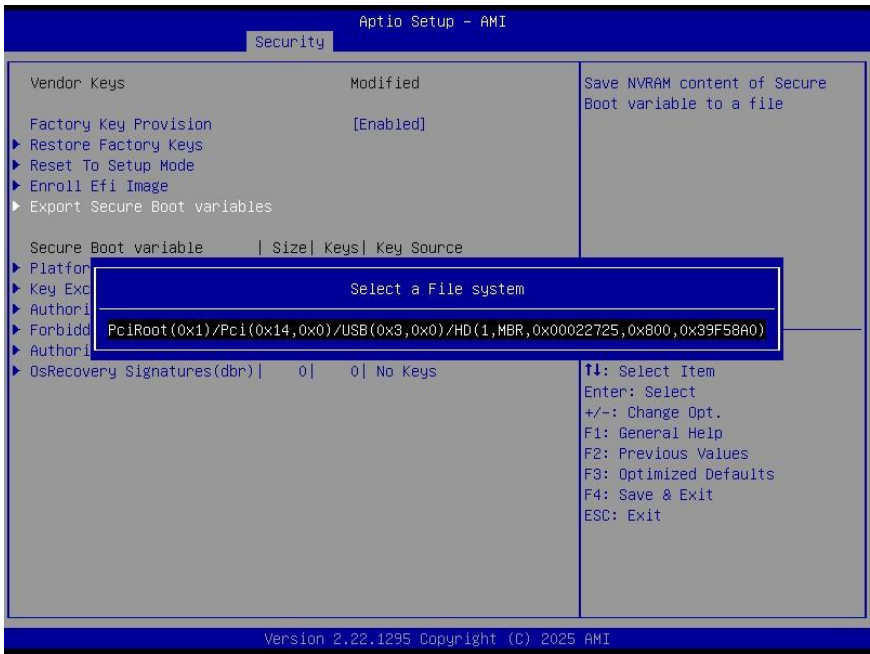 Aptio Setup – AMI
Security
Vendor Keys Modified
Factory Key Provision [Enabled]
Restore Factory Keys
Reset To Setup Mode
Enroll Efi Image
Export Secure Boot variables
Secure Boot variable | Size| Keys| Key Source
Platfor
Key Exc
Authori
Forbidd
Authori
OsRecovery Signatures(dbr)| 0| 0| No Keys
Select a File system
PciRoot(0x1)/Pci(0x14,0x0)/USB(0x3,0x0)/HD(1,MBR,0x00022725,0x800,0x39F58A0)
Save NVRAM content of Secure
Boot variable to a file
↑↓: Select Item
Enter: Select
+/-: Change Opt.
F1: General Help
F2: Previous Values
F3: Optimized Defaults
F4: Save & Exit
ESC: Exit
Version 2.22.1295 Copyright (C) 2025 AMI